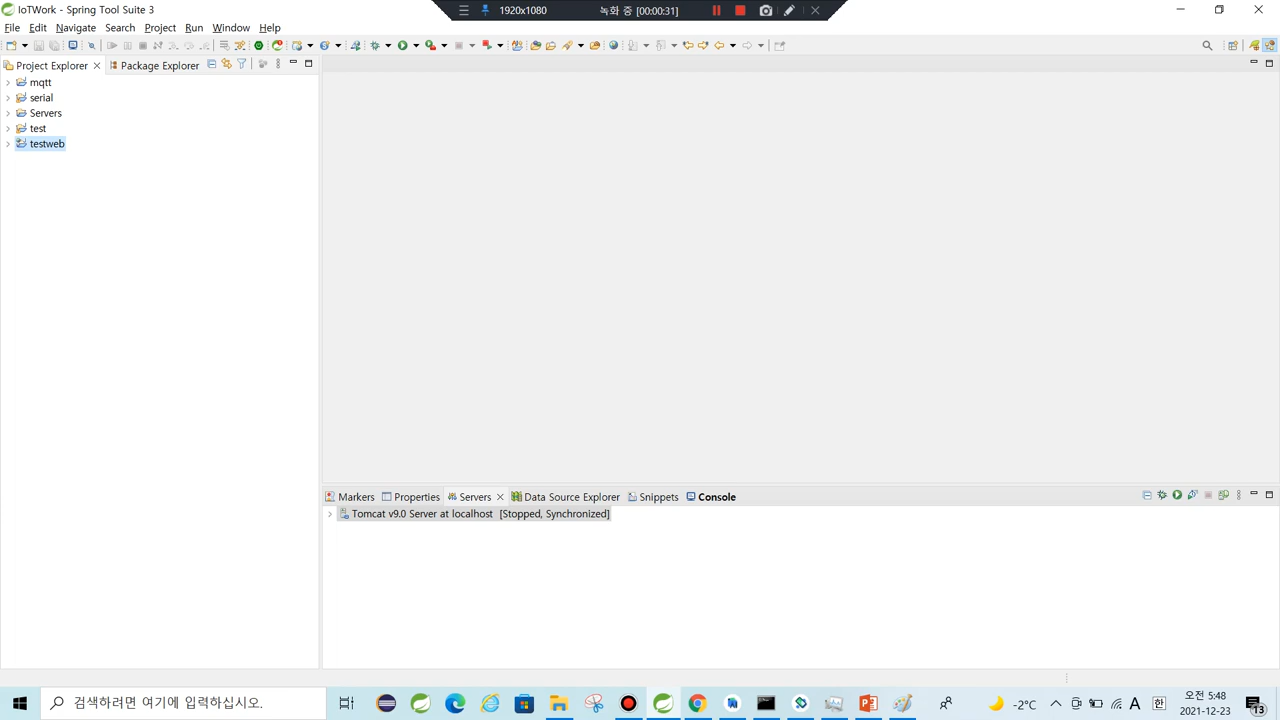 IoTWork - Spring Tool Suite 3
1920x1080
녹화 중 [00:00:31]
File Edit Navigate Search Project Run Window Help
Project Explorer
Package Explorer
mqtt
serial
Servers
test
testweb
Markers Properties Servers Data Source Explorer Snippets Console
Tomcat v9.0 Server at localhost [Stopped, Synchronized]
검색하려면 여기에 입력하십시오.
-2°C
A
한
오전 5:48
2021-12-23
13